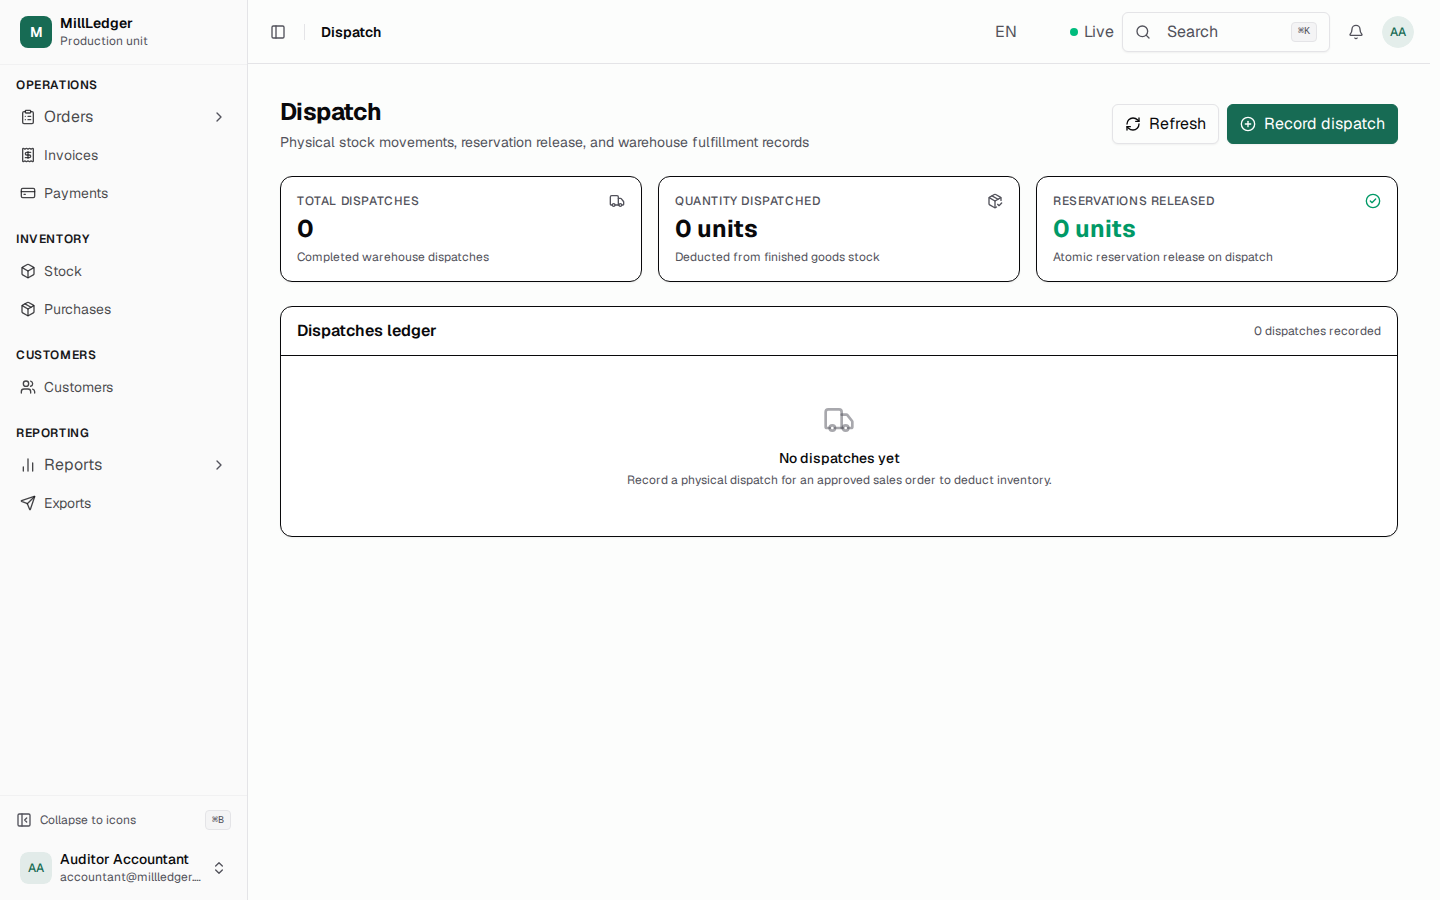 M
MillLedger
Production unit
OPERATIONS
Orders
Invoices
Payments
INVENTORY
Stock
Purchases
CUSTOMERS
Customers
REPORTING
Reports
Exports
Collapse to icons
⌘B
AA
Auditor Accountant
accountant@millledger....
Dispatch
EN
Live
Search
⌘K
AA
Dispatch
Physical stock movements, reservation release, and warehouse fulfillment records
Refresh
Record dispatch
TOTAL DISPATCHES
0
Completed warehouse dispatches
QUANTITY DISPATCHED
0 units
Deducted from finished goods stock
RESERVATIONS RELEASED
0 units
Atomic reservation release on dispatch
Dispatches ledger
0 dispatches recorded
No dispatches yet
Record a physical dispatch for an approved sales order to deduct inventory.